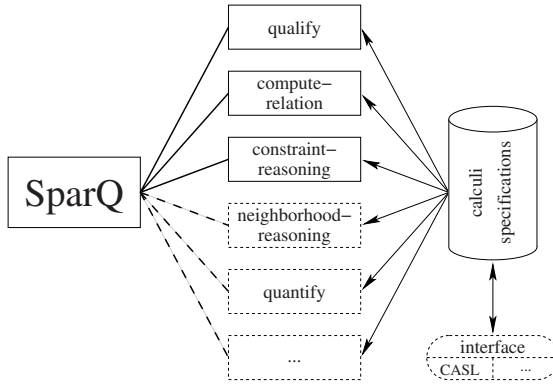 qualify
compute–
relation
constraint–
reasoning
SparQ
neighborhood–
reasoning
quantify
...
calculi
specifications
interface
CASL
...